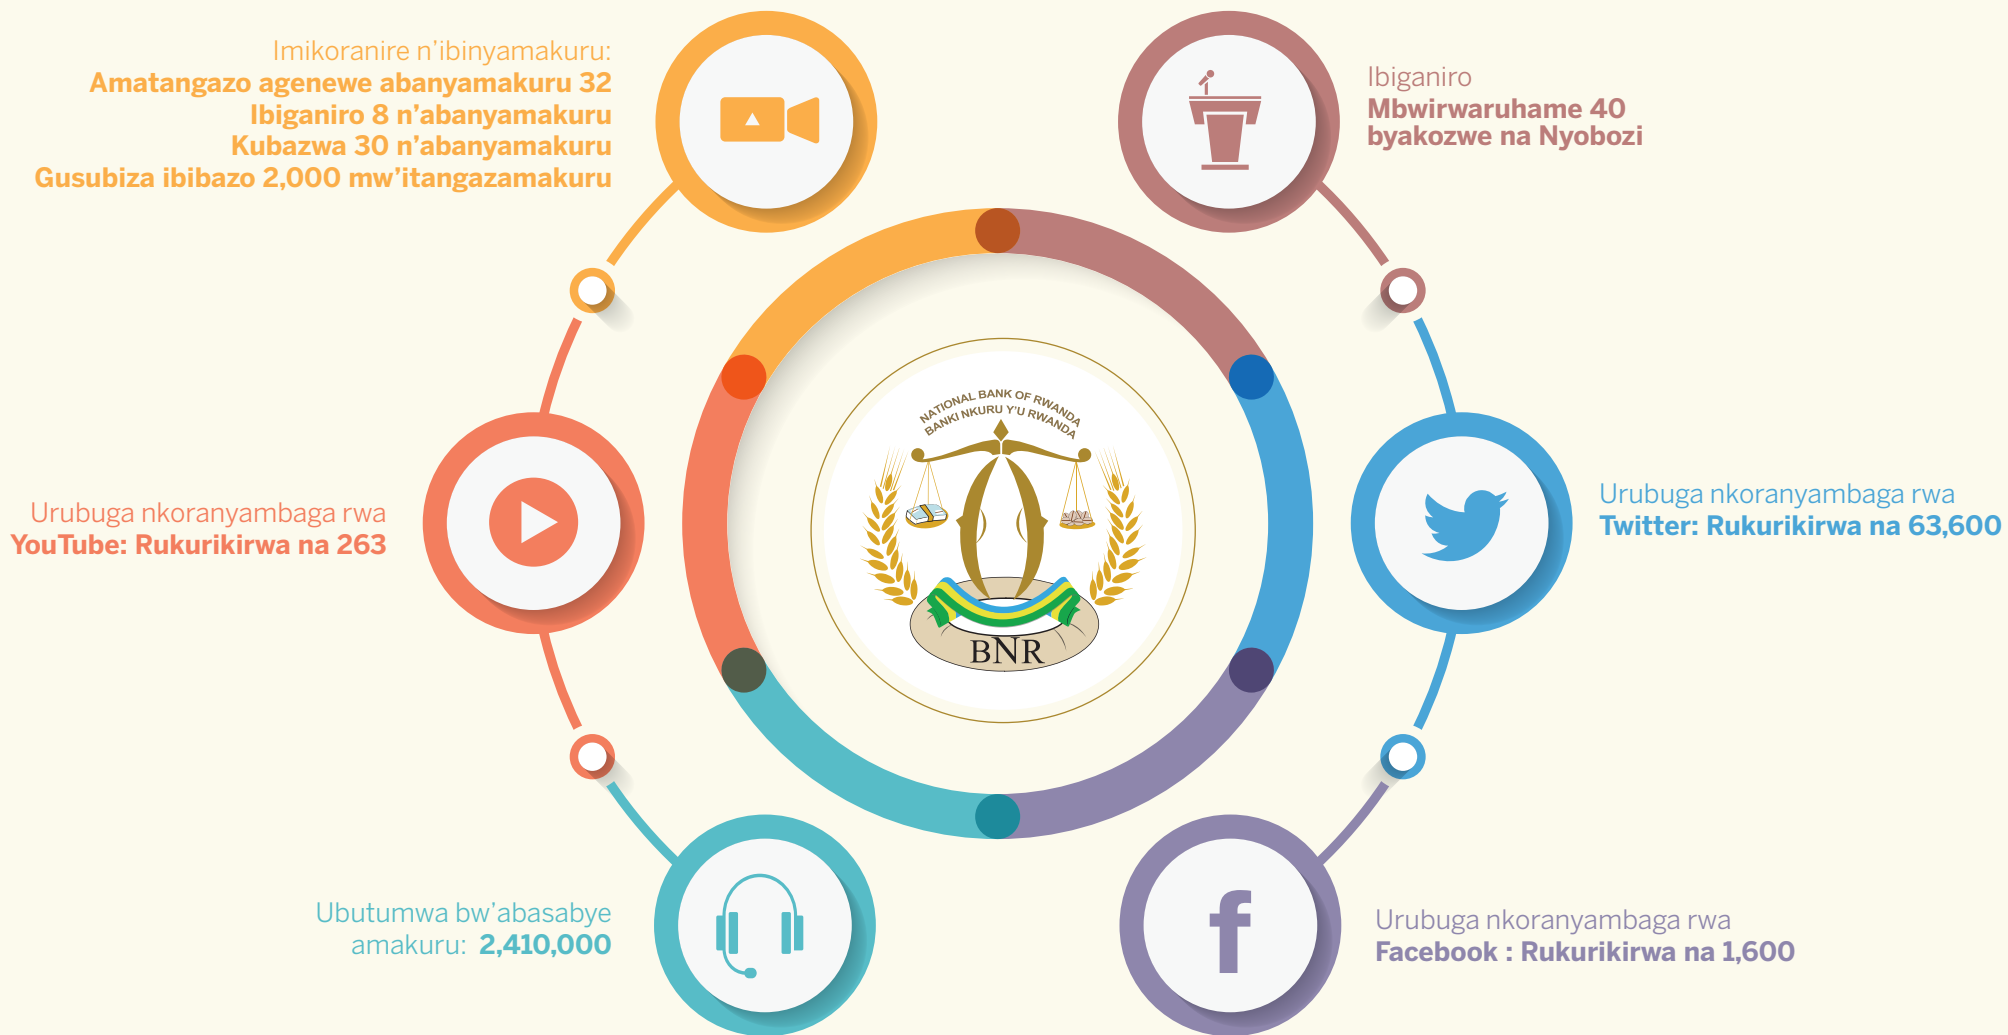 Imikoranire n'ibinyamakuru:
Amatangazo agenewe abanyamakuru 32
Ibiganiro 8 n'abanyamakuru
Kubazwa 30 n'abanyamakuru
Gusubiza ibibazo 2,000 mw'itangazamakuru
Ibiganiro
Mbwirwaruhame 40
byakozwe na Nyobozi
NATIONAL BANK OF RWANDA
BANKI NKURU Y'U RWANDA
BNR
Urubuga nkoranyambaga rwa
YouTube: Rukurikirwa na 263
Urubuga nkoranyambaga rwa
Twitter: Rukurikirwa na 63,600
Ubutumwa bw'abasabye
amakuru: 2,410,000
Urubuga nkoranyambaga rwa
Facebook : Rukurikirwa na 1,600